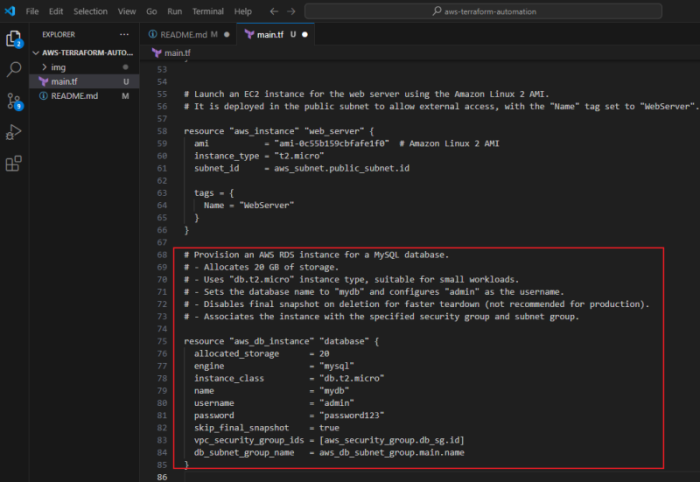 File Edit Selection View Go Run Terminal Help
aws-terraform-automation
EXPLORER
README.md M
main.tf U
AWS-TERRAFORM-AUTO...
img
main.tf U
README.md M
main.tf
53 }
54
55 # Launch an EC2 instance for the web server using the Amazon Linux 2 AMI.
56 # It is deployed in the public subnet to allow external access, with the "Name" tag set to "WebServer".
57
58 resource "aws_instance" "web_server" {
59 ami = "ami-0c55b159cbfafe1f0" # Amazon Linux 2 AMI
60 instance_type = "t2.micro"
61 subnet_id = aws_subnet.public_subnet.id
62
63 tags = {
64 Name = "WebServer"
65 }
66 }
67
68 # Provision an AWS RDS instance for a MySQL database.
69 # - Allocates 20 GB of storage.
70 # - Uses "db.t2.micro" instance type, suitable for small workloads.
71 # - Sets the database name to "mydb" and configures "admin" as the username.
72 # - Disables final snapshot on deletion for faster teardown (not recommended for production).
73 # - Associates the instance with the specified security group and subnet group.
74
75 resource "aws_db_instance" "database" {
76 allocated_storage = 20
77 engine = "mysql"
78 instance_class = "db.t2.micro"
79 name = "mydb"
80 username = "admin"
81 password = "password123"
82 skip_final_snapshot = true
83 vpc_security_group_ids = [aws_security_group.db_sg.id]
84 db_subnet_group_name = aws_db_subnet_group.main.name
85 }
86